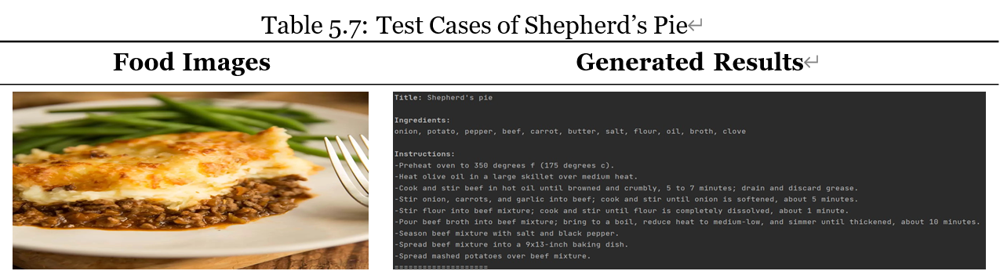 Table 5.7: Test Cases of Shepherd’s Pie↵
Food Images
Generated Results↵
Title: Shepherd's pie
Ingredients:
onion, potato, pepper, beef, carrot, butter, salt, flour, oil, broth, clove
Instructions:
-Preheat oven to 350 degrees f (175 degrees c).
-Heat olive oil in a large skillet over medium heat.
-Cook and stir beef in hot oil until browned and crumbly, 5 to 7 minutes; drain and discard grease.
-Stir onion, carrots, and garlic into beef; cook and stir until onion is softened, about 5 minutes.
-Stir flour into beef mixture; cook and stir until flour is completely dissolved, about 1 minute.
-Pour beef broth into beef mixture; bring to a boil, reduce heat to medium-low, and simmer until thickened, about 10 minutes.
-Season beef mixture with salt and black pepper.
-Spread beef mixture into a 9x13-inch baking dish.
-Spread mashed potatoes over beef mixture.
====================